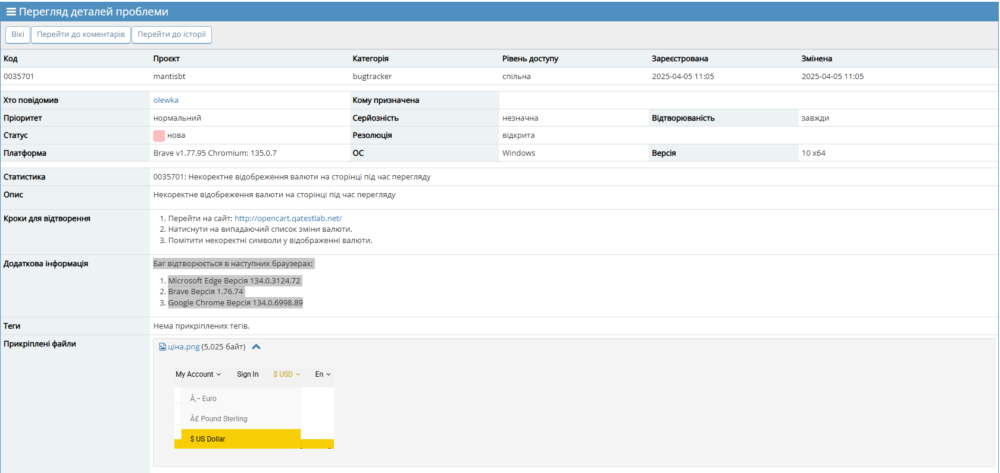 Перегляд деталей проблеми
Вікі Перейти до коментарів Перейти до історії
Код Проєкт Категорія Рівень доступу Зареєстрована Змінена
0035701 mantisbt bugtracker спільна 2025-04-05 11:05 2025-04-05 11:05
Хто повідомив olewka Кому призначена
Пріоритет нормальний Серйозність незначна Відтворюваність завжди
Статус нова Резолюція відкрита
Платформа Brave v1.77.95 Chromium: 135.0.7 ОС Windows Версія 10 x64
Статистика 0035701: Некоректне відобреження валюти на сторінці під час перегляду
Опис Некоректне відобреження валюти на сторінці під час перегляду
Кроки для відтворення 1. Перейти на сайт: http://opencart.qatestlab.net/
2. Натиснути на випадаючий список зміни валюти.
3. Помітити некоректні символи у відображенні валюти.
Додаткова інформація Баг відтворюється в наступних браузерах:
1. Microsoft Edge Версія 134.0.3124.72
2. Brave Версія 1.76.74
3. Google Chrome Версія 134.0.6998.89
Теги Нема прикріплених тегів.
Прикріплені файли ціна.png (5,025 байт)
My Account Sign In $ USD En
Â‚¬ Euro
Â£ Pound Sterling
$ US Dollar